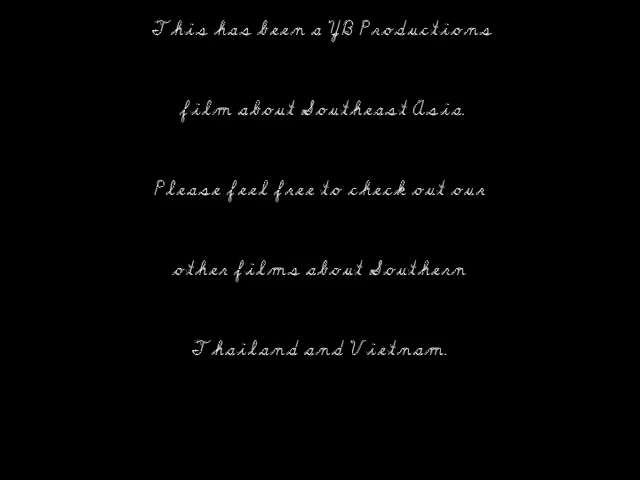 This has been a YB Productions
film about Southeast Asia.
Please feel free to check out our
other films about Southern
Thailand and Vietnam.